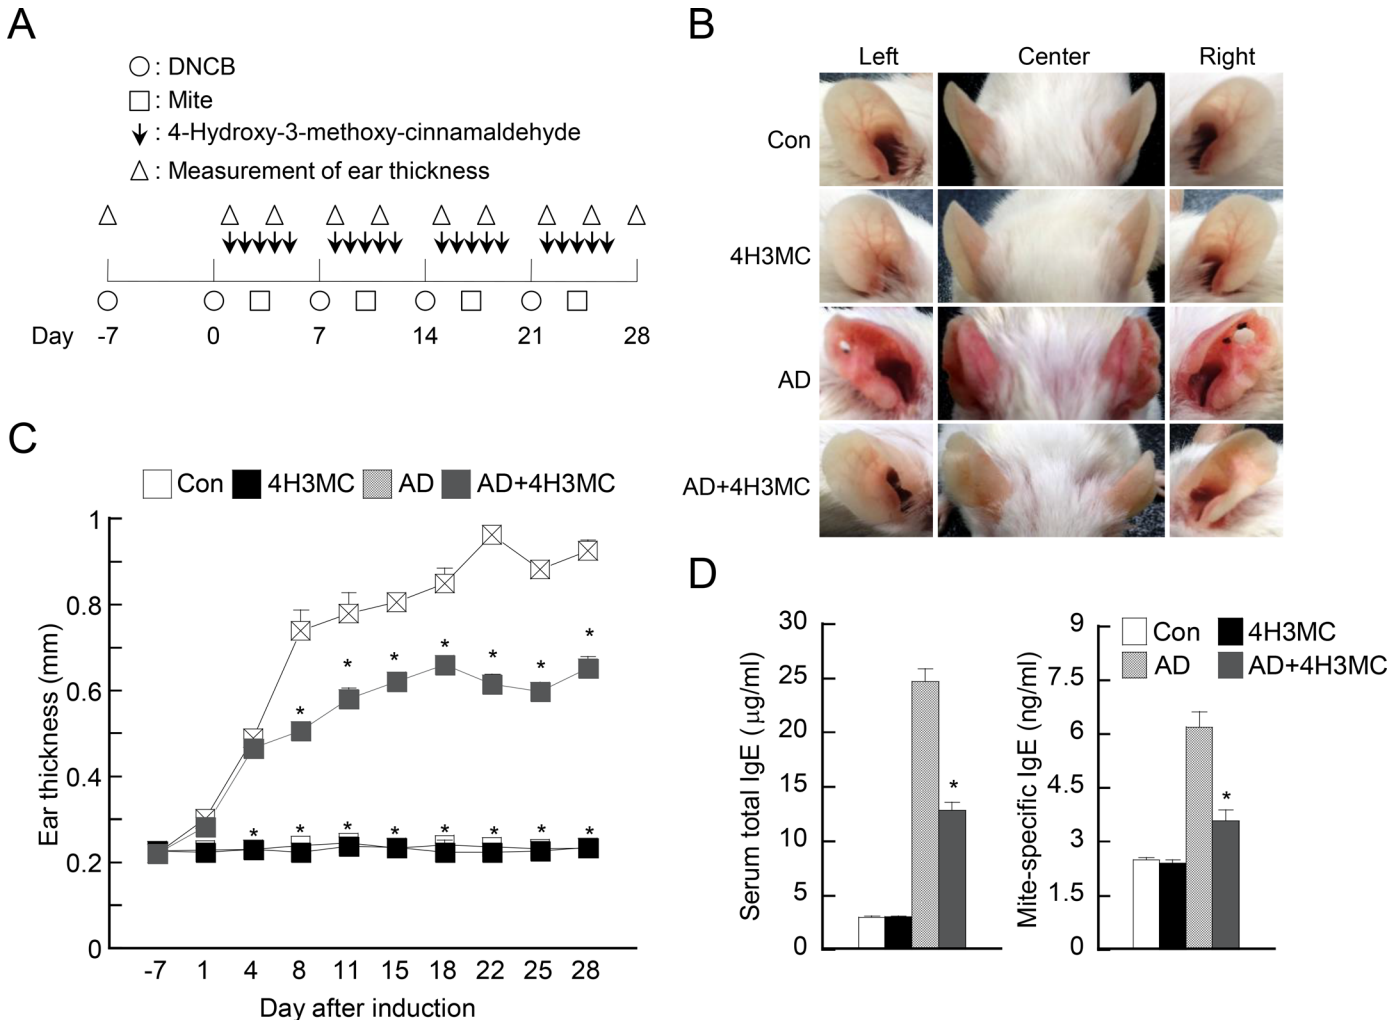 A
○ : DNCB
□ : Mite
↓ : 4-Hydroxy-3-methoxy-cinnamaldehyde
△ : Measurement of ear thickness
Day -7 0 7 14 21 28
B
Left Center Right
Con
4H3MC
AD
AD+4H3MC
C
Con 4H3MC AD AD+4H3MC
Ear thickness (mm)
1
0.8
0.6
0.4
0.2
0
* * * * * * *
* * * * * * * *
-7 1 4 8 11 15 18 22 25 28
Day after induction
D
Serum total IgE (μg/ml)
30
25
20
15
10
5
0
*
Mite-specific IgE (ng/ml)
9
7.5
6
4.5
3
1.5
0
*
Con 4H3MC
AD AD+4H3MC